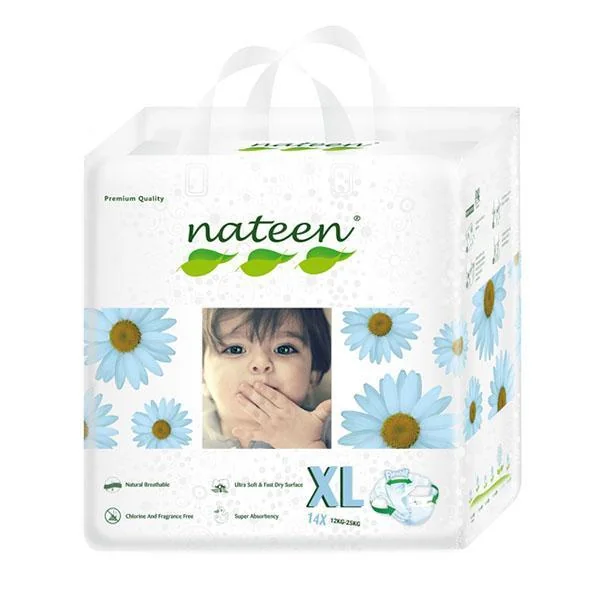 nateen
Premium Quality
nateen®
Natural Breathable
Ultra Soft & Fast Dry Surface
Chlorine And Fragrance Free
Super Absorbency
XL
14X 12KG-25KG